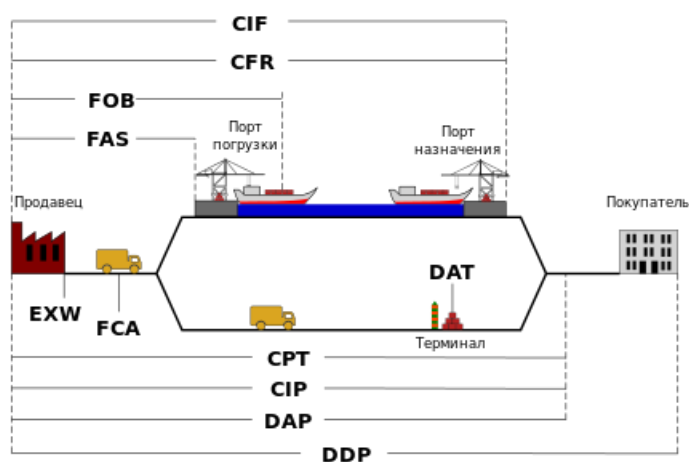 CIF
CFR
FOB
FAS
Порт
погрузки
Порт
назначения
Продавец
Покупатель
EXW
FCA
DAT
Терминал
CPT
CIP
DAP
DDP